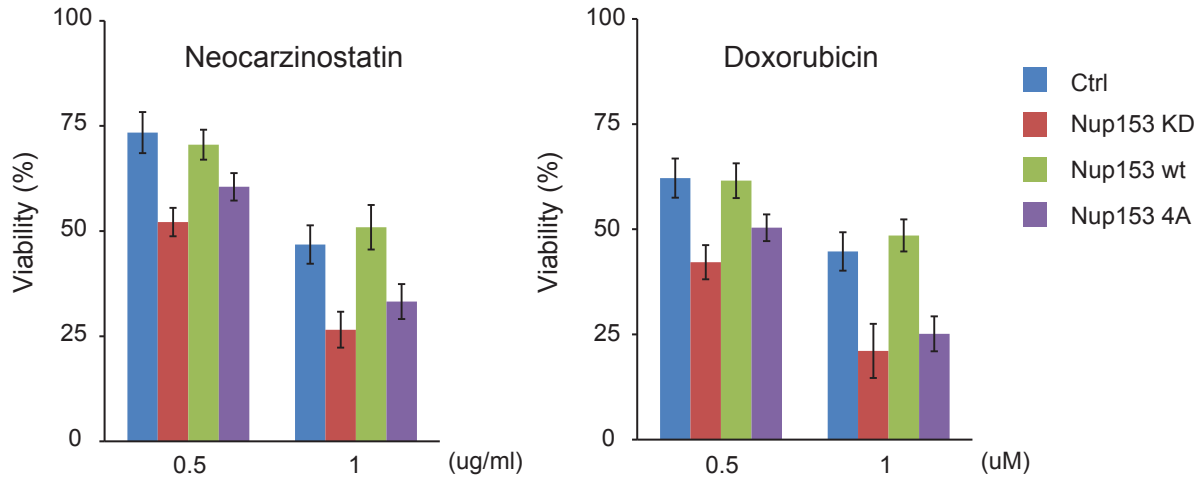 Neocarzinostatin
Viability (%)
100
75
50
25
0
0.5 1 (ug/ml)
Doxorubicin
Viability (%)
100
75
50
25
0
0.5 1 (uM)
Ctrl
Nup153 KD
Nup153 wt
Nup153 4A